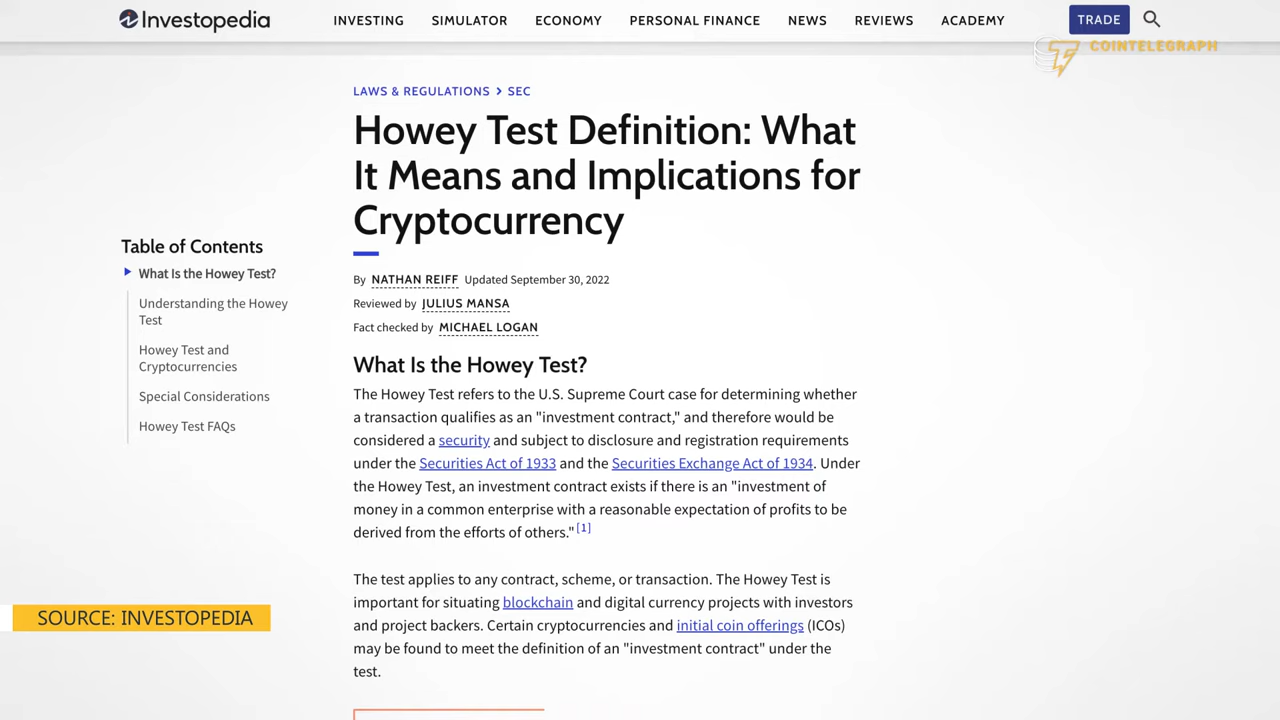 Investopedia
INVESTING SIMULATOR ECONOMY PERSONAL FINANCE NEWS REVIEWS ACADEMY TRADE
COINTELEGRAPH
LAWS & REGULATIONS > SEC
Howey Test Definition: What
It Means and Implications for
Cryptocurrency
Table of Contents
What Is the Howey Test?
Understanding the Howey
Test
Howey Test and
Cryptocurrencies
Special Considerations
Howey Test FAQs
By NATHAN REIFF Updated September 30, 2022
Reviewed by JULIUS MANSA
Fact checked by MICHAEL LOGAN
What Is the Howey Test?
The Howey Test refers to the U.S. Supreme Court case for determining whether
a transaction qualifies as an "investment contract," and therefore would be
considered a security and subject to disclosure and registration requirements
under the Securities Act of 1933 and the Securities Exchange Act of 1934. Under
the Howey Test, an investment contract exists if there is an "investment of
money in a common enterprise with a reasonable expectation of profits to be
derived from the efforts of others." [1]
The test applies to any contract, scheme, or transaction. The Howey Test is
important for situating blockchain and digital currency projects with investors
and project backers. Certain cryptocurrencies and initial coin offerings (ICOs)
may be found to meet the definition of an "investment contract" under the
test.
SOURCE: INVESTOPEDIA